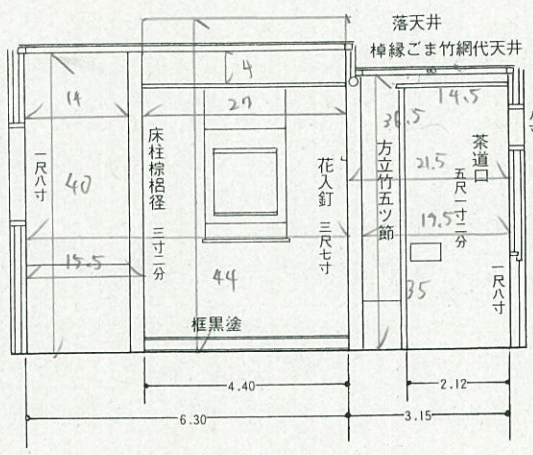 落天井
棹縁ごま竹網代天井
4
14
27
14.5
36.5
床柱棕梠径 三寸二分
花入釘 三尺七寸
方立竹五ツ節
茶道口
五尺一寸二分
21.5
一尺八寸
40
19.5
15.5
44
35
一尺八寸
框黒塗
4.40
2.12
6.30
3.15